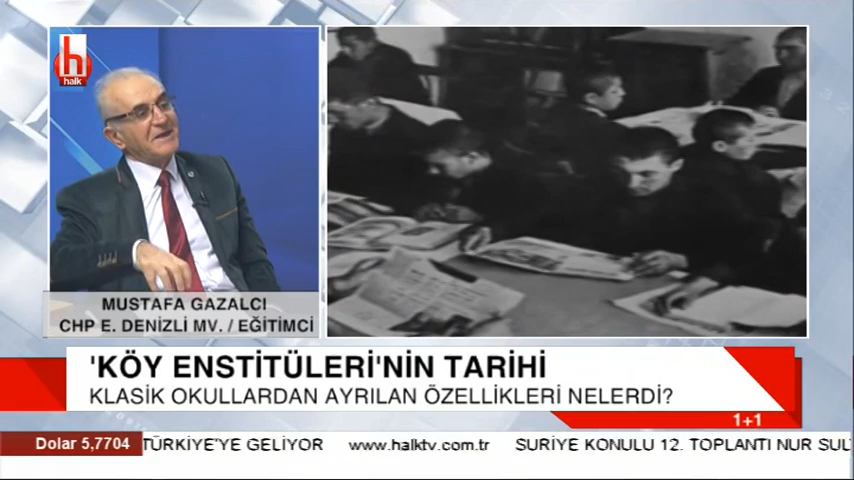 h
halk
MUSTAFA GAZALCI
CHP E. DENİZLİ MV. / EĞİTİMCİ
'KÖY ENSTİTÜLERİ'NİN TARİHİ
KLASİK OKULLARDAN AYRILAN ÖZELLİKLERİ NELERDİ?
1+1
Dolar 5,7704 TÜRKİYE'YE GELİYOR www.halktv.com.tr SURİYE KONULU 12. TOPLANTI NUR SUL